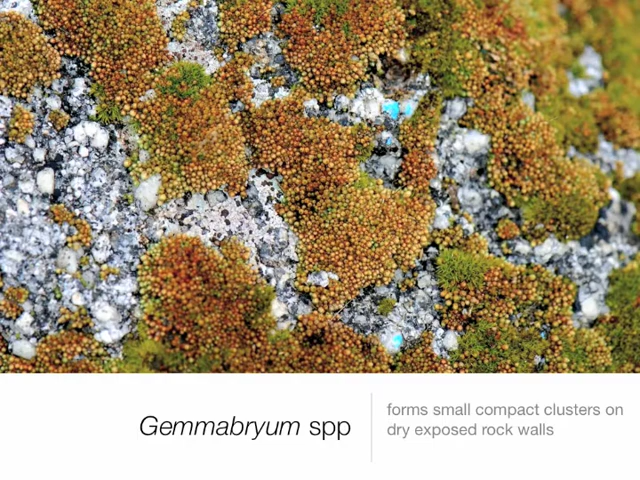 Gemmabryum spp
forms small compact clusters on
dry exposed rock walls